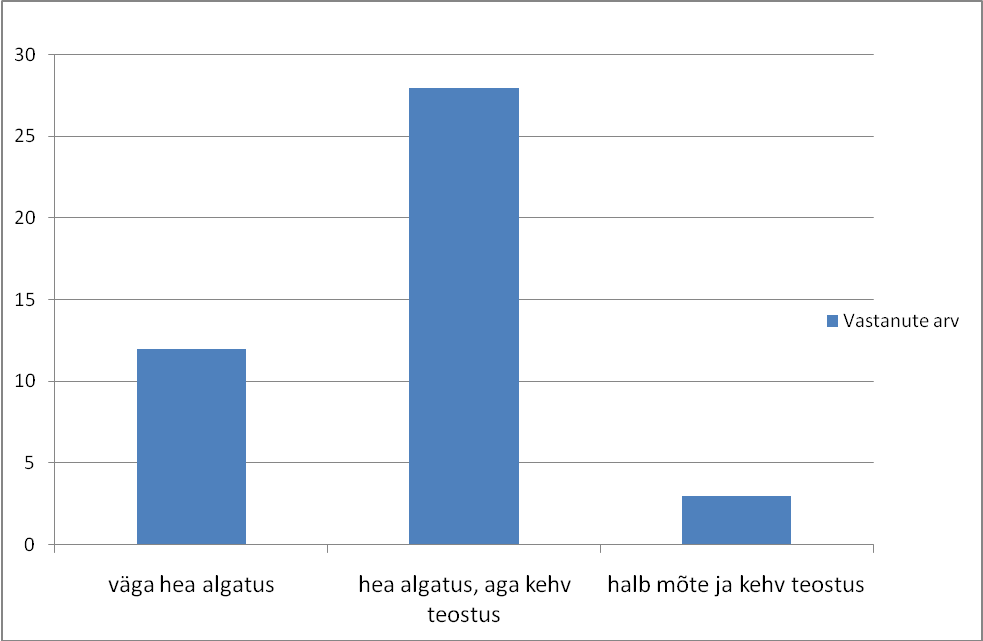 30
25
20
15
10
5
0
Vastanute arv
väga hea algatus
hea algatus, aga kehv
teostus
halb mõte ja kehv teostus